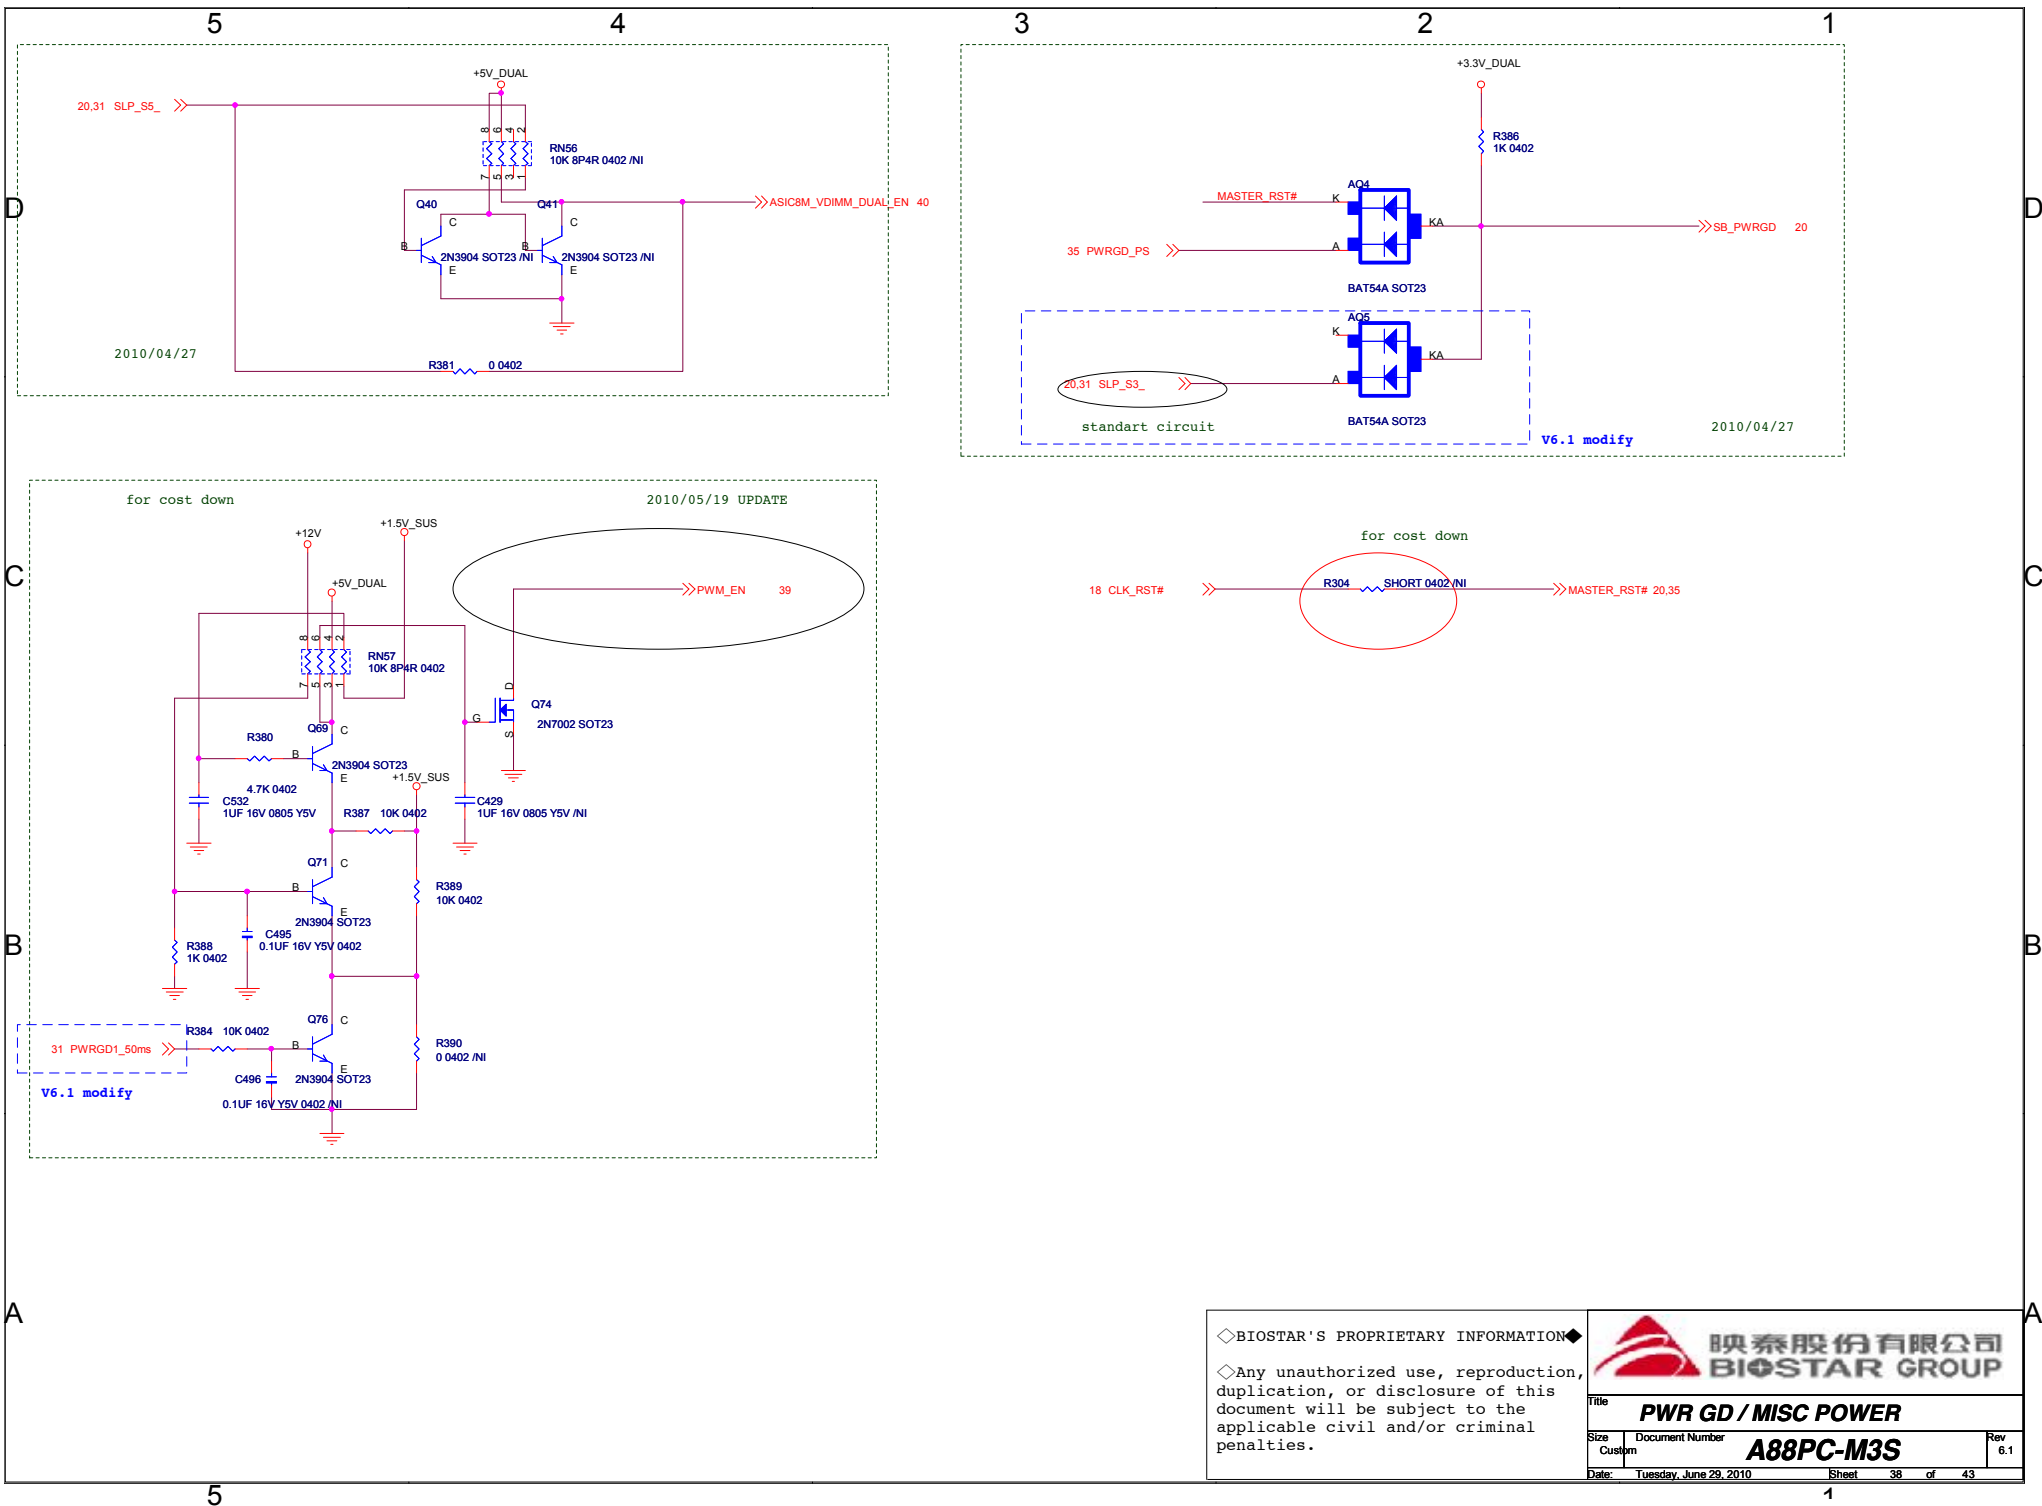 5 4 3 2 1
+5V_DUAL
20,31 SLP_S5_
8 6 4 2
RN56
10K 8P4R 0402 /NI
7 5 3 1
Q40
Q41
C
C
B
B
2N3904 SOT23 /NI
2N3904 SOT23 /NI
E
E
ASIC8M_VDIMM_DUAL_EN 40
2010/04/27
R381 0 0402
D
D
+3.3V_DUAL
R386
1K 0402
AQ4
MASTER_RST#
K
KA
35 PWRGD_PS
A
SB_PWRGD 20
BAT54A SOT23
AQ5
K
KA
20,31 SLP_S3_
A
standart circuit
BAT54A SOT23
V6.1 modify
2010/04/27
for cost down
2010/05/19 UPDATE
+12V
+1.5V_SUS
+5V_DUAL
C
C
PWM_EN 39
8 6 4 2
RN57
10K 8P4R 0402
7 5 3 1
D
Q74
G
2N7002 SOT23
S
Q69
C
R380
B
2N3904 SOT23
E
4.7K 0402
+1.5V_SUS
C532
1UF 16V 0805 Y5V
R387 10K 0402
C429
1UF 16V 0805 Y5V /NI
Q71
C
B
R389
10K 0402
E
2N3904 SOT23
C495
0.1UF 16V Y5V 0402
R388
1K 0402
B
B
Q76
C
R384 10K 0402
31 PWRGD1_50ms
B
R390
0 0402 /NI
E
C496
2N3904 SOT23
V6.1 modify
0.1UF 16V Y5V 0402 /NI
for cost down
18 CLK_RST#
R304
SHORT 0402 /NI
MASTER_RST# 20,35
A
A
BIOSTAR'S PROPRIETARY INFORMATION
Any unauthorized use, reproduction,
duplication, or disclosure of this
document will be subject to the
applicable civil and/or criminal
penalties.
映泰股份有限公司
BIOSTAR GROUP
Title
PWR GD / MISC POWER
Size
Custom
Document Number
A88PC-M3S
Rev
6.1
Date: Tuesday, June 29, 2010
Sheet 38 of 43
5
1